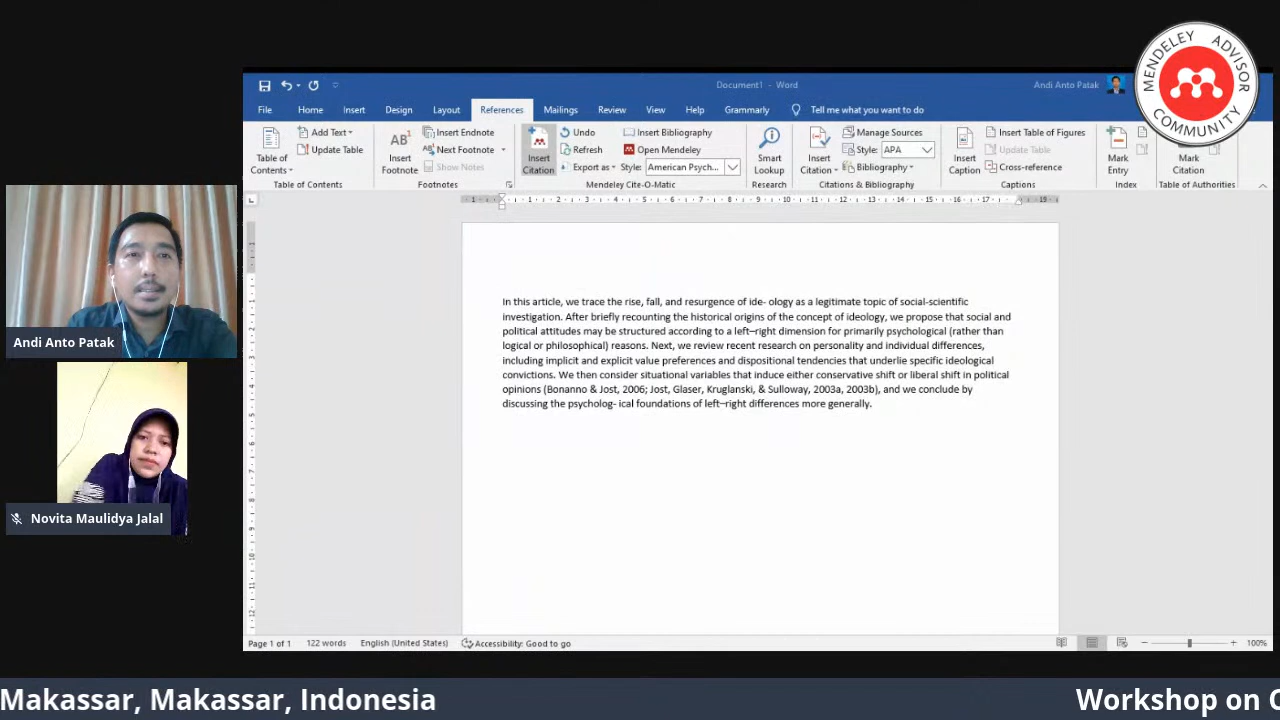 MENDELEY ADVISOR COMMUNITY
Document1 - Word
Andi Anto Patak
File Home Insert Design Layout References Mailings Review View Help Grammarly Tell me what you want to do
Table of Contents
Add Text
Update Table
Table of Contents
AB1
Insert Footnote
Insert Endnote
Next Footnote
Show Notes
Footnotes
Insert Citation
Undo
Refresh
Export as
Insert Bibliography
Open Mendeley
Style: American Psych...
Mendeley Cite-O-Matic
Smart Lookup
Research
Insert Citation
Manage Sources
Style: APA
Bibliography
Citations & Bibliography
Insert Caption
Insert Table of Figures
Update Table
Cross-reference
Captions
Mark Entry
Index
Mark Citation
Table of Authorities
In this article, we trace the rise, fall, and resurgence of ide- ology as a legitimate topic of social-scientific
investigation. After briefly recounting the historical origins of the concept of ideology, we propose that social and
political attitudes may be structured according to a left–right dimension for primarily psychological (rather than
logical or philosophical) reasons. Next, we review recent research on personality and individual differences,
including implicit and explicit value preferences and dispositional tendencies that underlie specific ideological
convictions. We then consider situational variables that induce either conservative shift or liberal shift in political
opinions (Bonanno & Jost, 2006; Jost, Glaser, Kruglanski, & Sulloway, 2003a, 2003b), and we conclude by
discussing the psycholog- ical foundations of left–right differences more generally.
Andi Anto Patak
Novita Maulidya Jalal
Page 1 of 1 122 words English (United States) Accessibility: Good to go 100%
Makassar, Makassar, Indonesia Workshop on C